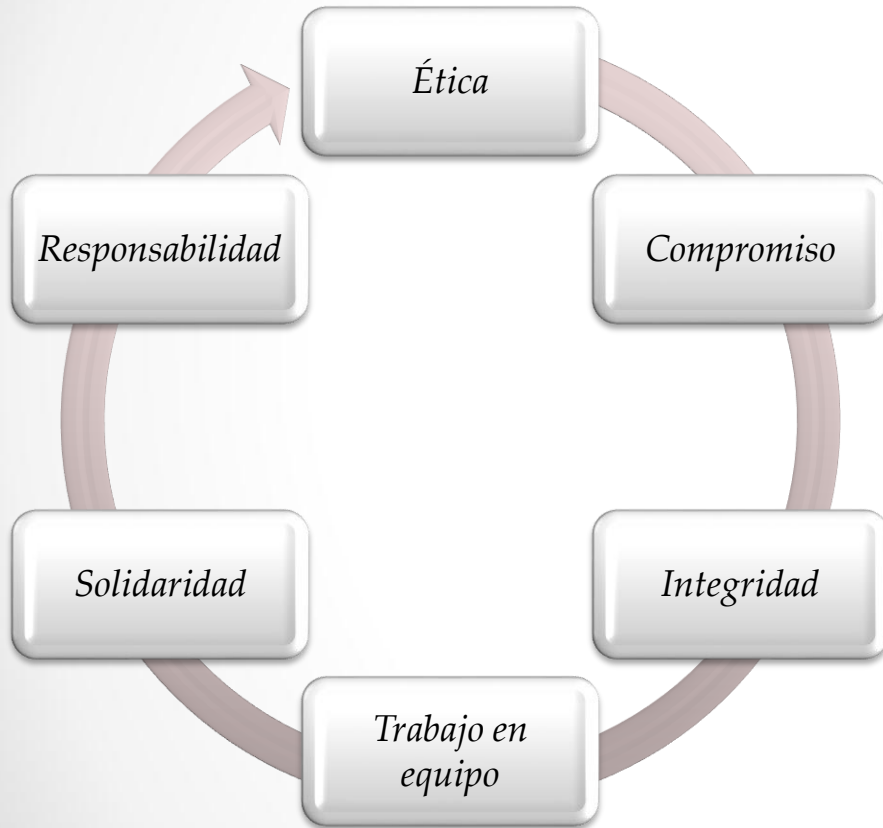 Ética
Compromiso
Integridad
Trabajo en
equipo
Solidaridad
Responsabilidad